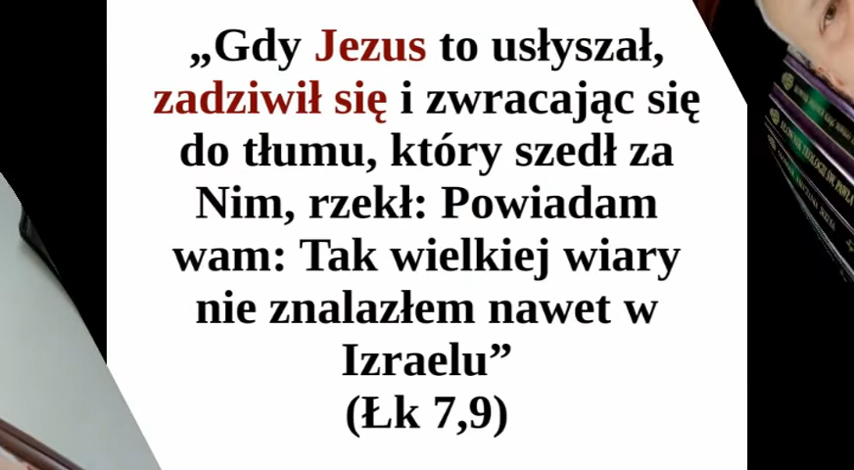 „Gdy Jezus to usłyszał,
zadziwił się i zwracając się
do tłumu, który szedł za
Nim, rzekł: Powiadam
wam: Tak wielkiej wiary
nie znalazłem nawet w
Izraelu”
(Łk 7,9)